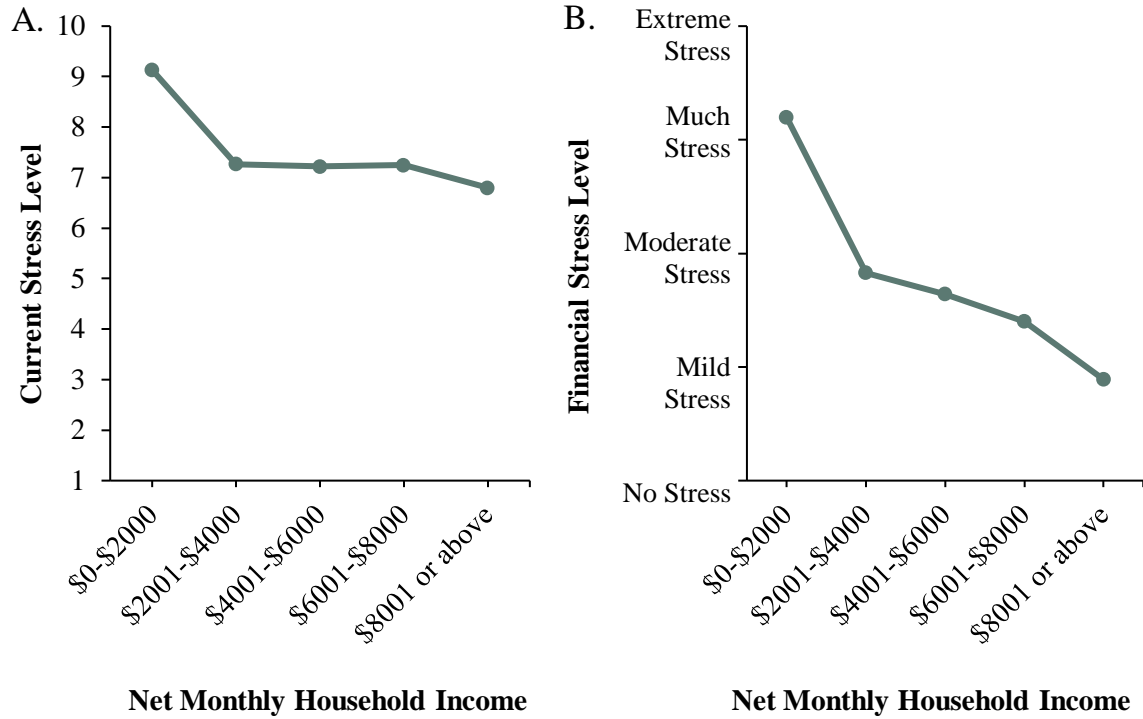 A.
10
9
8
7
6
5
4
3
2
1
Current Stress Level
$0-$2000
$2001-$4000
$4001-$6000
$6001-$8000
$8001 or above
Net Monthly Household Income
B.
Extreme
Stress
Much
Stress
Moderate
Stress
Mild
Stress
No Stress
Financial Stress Level
$0-$2000
$2001-$4000
$4001-$6000
$6001-$8000
$8001 or above
Net Monthly Household Income